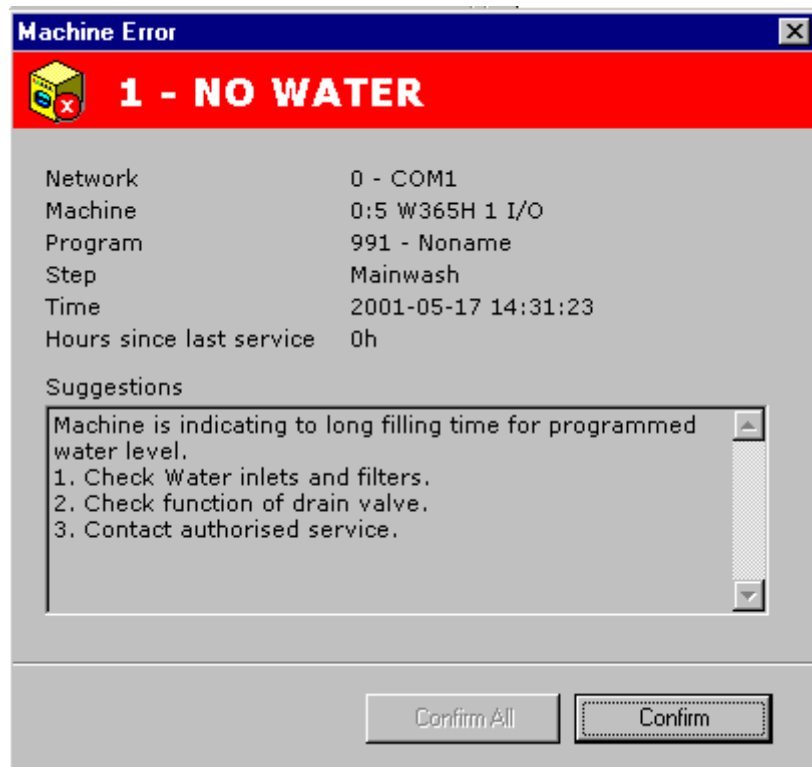 Machine Error
1 - NO WATER
Network 0 - COM1
Machine 0:5 W365H 1 I/O
Program 991 - Noname
Step Mainwash
Time 2001-05-17 14:31:23
Hours since last service 0h
Suggestions
Machine is indicating to long filling time for programmed
water level.
1. Check Water inlets and filters.
2. Check function of drain valve.
3. Contact authorised service.
Confirm All Confirm